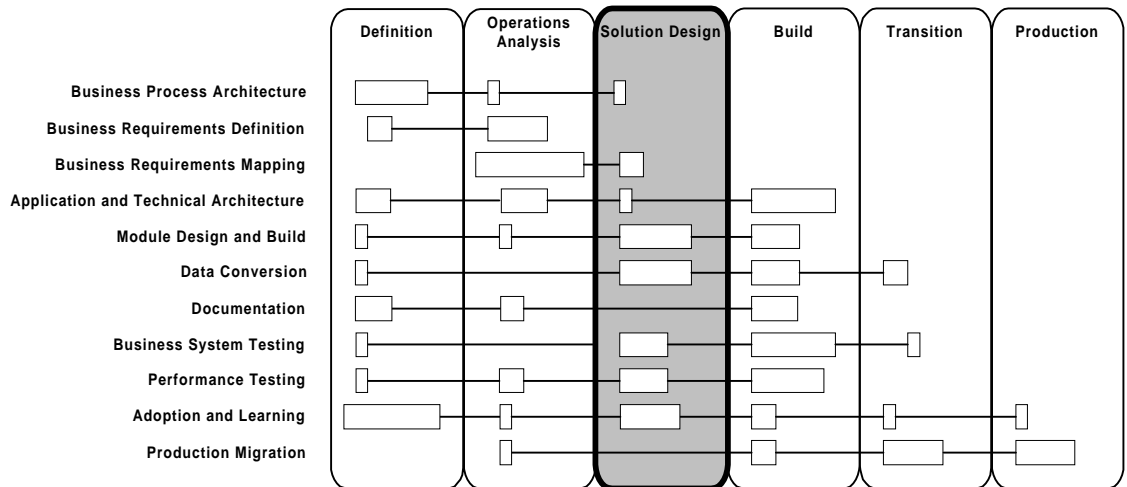 Definition
Operations
Analysis
Solution Design
Build
Transition
Production
Business Process Architecture
Business Requirements Definition
Business Requirements Mapping
Application and Technical Architecture
Module Design and Build
Data Conversion
Documentation
Business System Testing
Performance Testing
Adoption and Learning
Production Migration